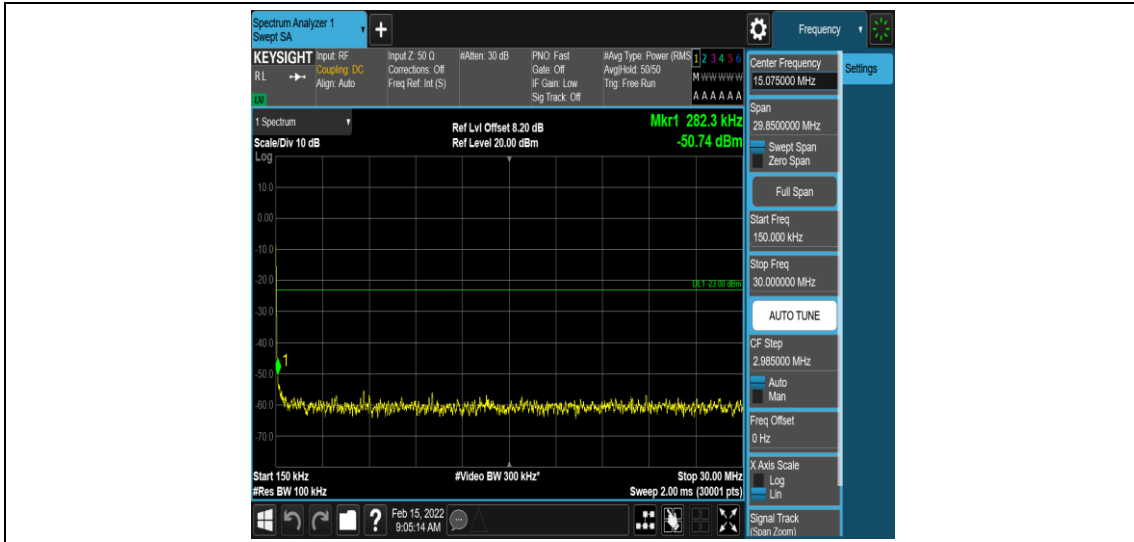 Spectrum Analyzer 1
Swept SA
Frequency
KEYSIGHT Input: RF
Coupling: DC
Align: Auto
RL
Input Z: 50 Ω
Corrections: Off
Freq Ref: Int (S)
#Atten: 30 dB
PNO: Fast
Gate: Off
IF Gain: Low
Sig Track: Off
#Avg Type: Power (RMS
Avg|Hold: 50/50
Trig: Free Run
1 2 3 4 5 6
M W W W W W
A A A A A A
Settings
1 Spectrum
Scale/Div 10 dB
Ref Lvl Offset 8.20 dB
Ref Level 20.00 dBm
Mkr1 282.3 kHz
-50.74 dBm
Log
10.0
0.00
-10.0
-20.0
-30.0
-40.0
-50.0
-60.0
-70.0
DL1 -23.00 dBm
1
Start 150 kHz
#Res BW 100 kHz
#Video BW 300 kHz*
Stop 30.00 MHz
Sweep 2.00 ms (30001 pts)
Center Frequency
15.075000 MHz
Span
29.8500000 MHz
Swept Span
Zero Span
Full Span
Start Freq
150.000 kHz
Stop Freq
30.000000 MHz
AUTO TUNE
CF Step
2.985000 MHz
Auto
Man
Freq Offset
0 Hz
X Axis Scale
Log
Lin
Signal Track
(Span Zoom)
Feb 15, 2022
9:05:14 AM